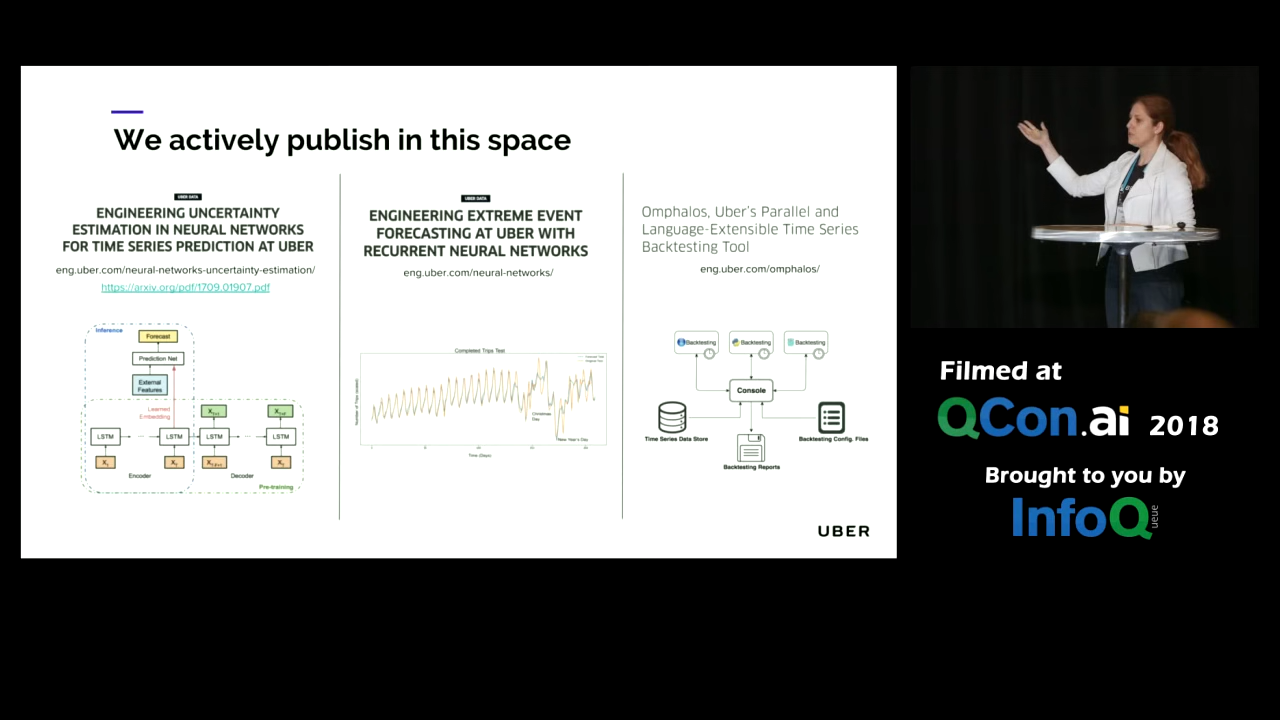 We actively publish in this space
UBER DATA
ENGINEERING UNCERTAINTY
ESTIMATION IN NEURAL NETWORKS
FOR TIME SERIES PREDICTION AT UBER
eng.uber.com/neural-networks-uncertainty-estimation/
https://arxiv.org/pdf/1709.01907.pdf
Inference
Forecast
Prediction Net
External
Features
Learned
Embedding
LSTM
LSTM
LSTM
LSTM
Encoder
Decoder
Pre-training
UBER DATA
ENGINEERING EXTREME EVENT
FORECASTING AT UBER WITH
RECURRENT NEURAL NETWORKS
eng.uber.com/neural-networks/
Completed Trips Test
Christmas
Day
New Year's Day
Time (Days)
Omphalos, Uber's Parallel and
Language-Extensible Time Series
Backtesting Tool
eng.uber.com/omphalos/
Backtesting
Backtesting
Backtesting
Console
Time Series Data Store
Backtesting Config. Files
Backtesting Reports
UBER
Filmed at
QCon.ai 2018
Brought to you by
InfoQ
ueue